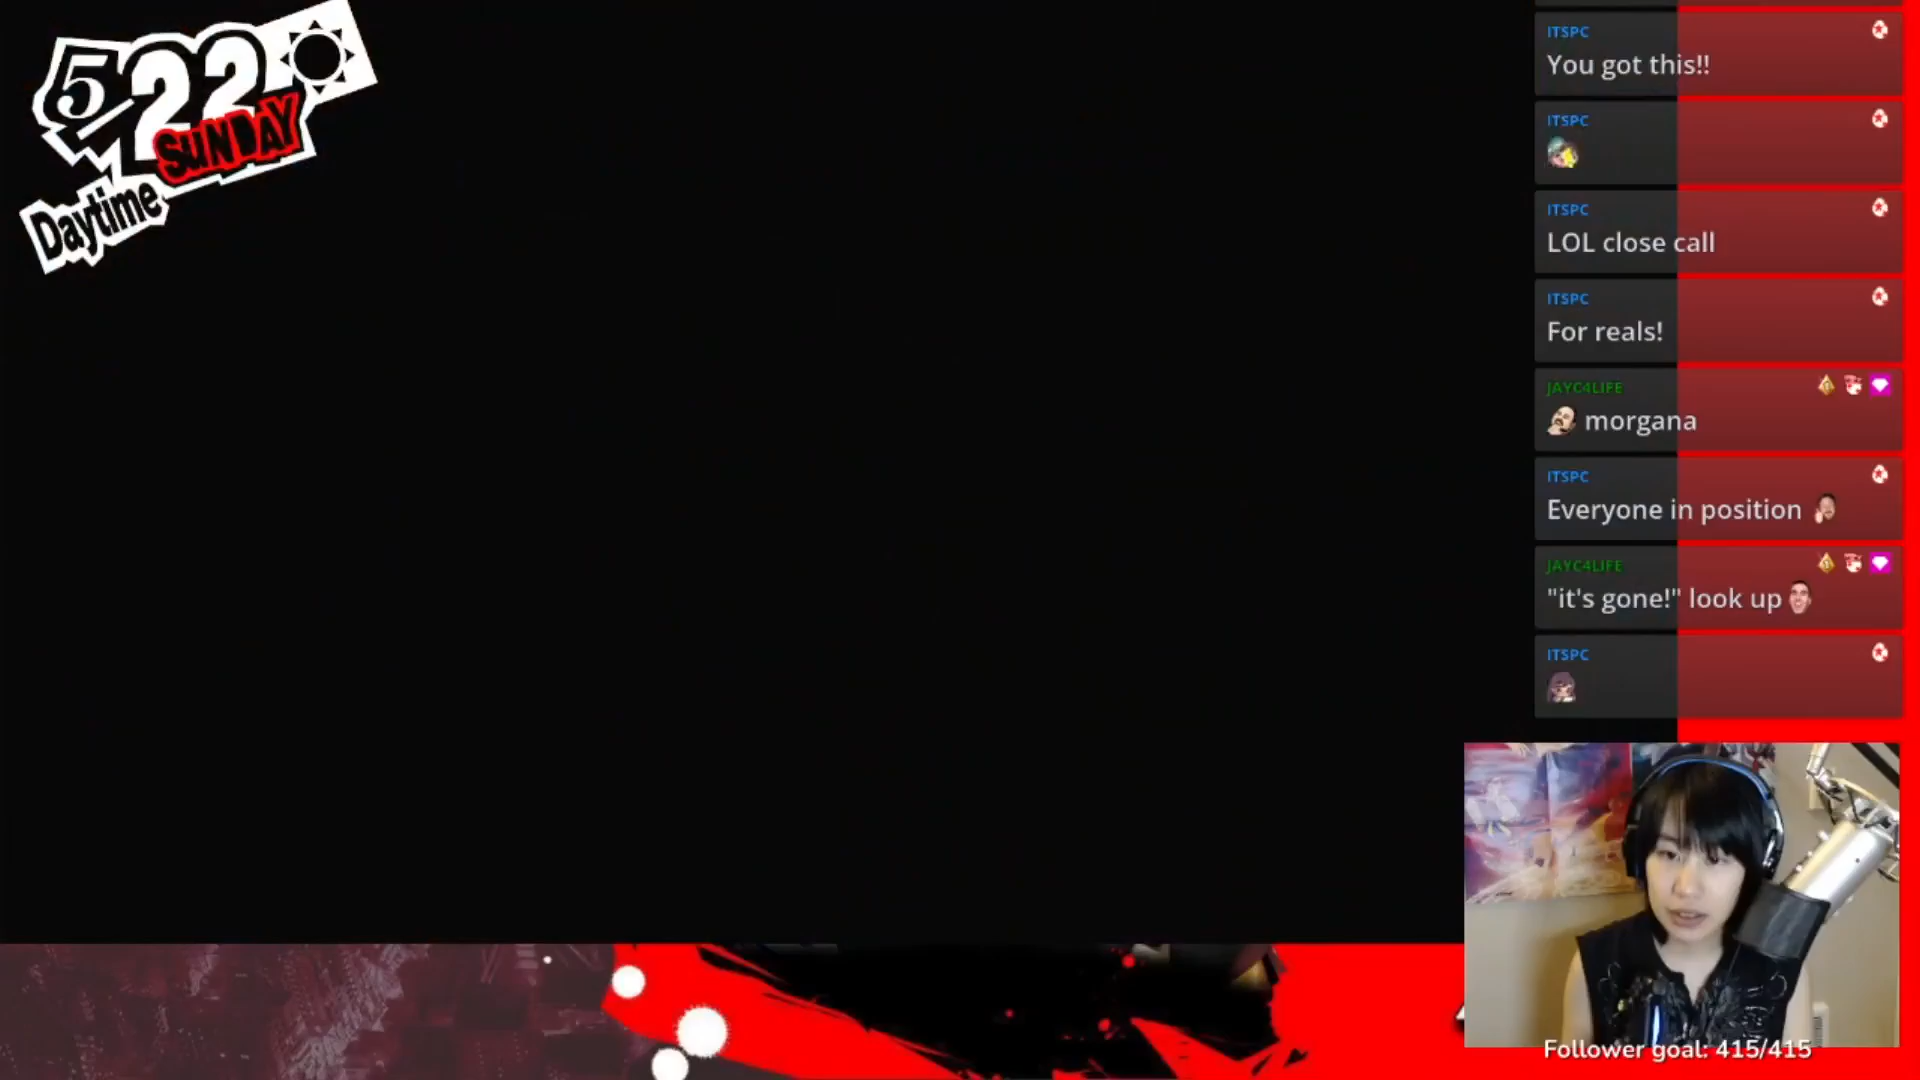 5/22
SUNDAY
Daytime
ITSPC
You got this!!
ITSPC
ITSPC
LOL close call
ITSPC
For reals!
JAYC4LIFE
morgana
ITSPC
Everyone in position
JAYC4LIFE
"it's gone!" look up
ITSPC
Follower goal: 415/415